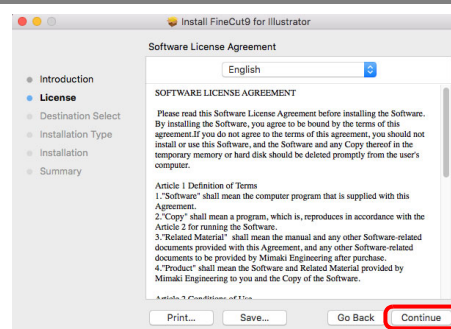 Install FineCut9 for Illustrator
Software License Agreement
Introduction
License
Destination Select
Installation Type
Installation
Summary
English
SOFTWARE LICENSE AGREEMENT
Please read this Software License Agreement before installing the Software.
By installing the Software, you agree to be bound by the terms of this
agreement.If you do not agree to the terms of this agreement, you should not
install or use this Software, and the Software and any Copy thereof in the
temporary memory or hard disk should be deleted promptly from the user's
computer.
Article 1 Definition of Terms
1."Software" shall mean the computer program that is supplied with this
Agreement.
2."Copy" shall mean a program, which is, reproduces in accordance with the
Article 2 for running the Software.
3."Related Material" shall mean the manual and any other Software-related
documents provided with this Agreement, and any other Software-related
documents to be provided by Mimaki Engineering after purchase.
4."Product" shall mean the Software and Related Material provided by
Mimaki Engineering to you and the Copy of the Software.
Article 2 Conditions of Use
Print...
Save...
Go Back
Continue